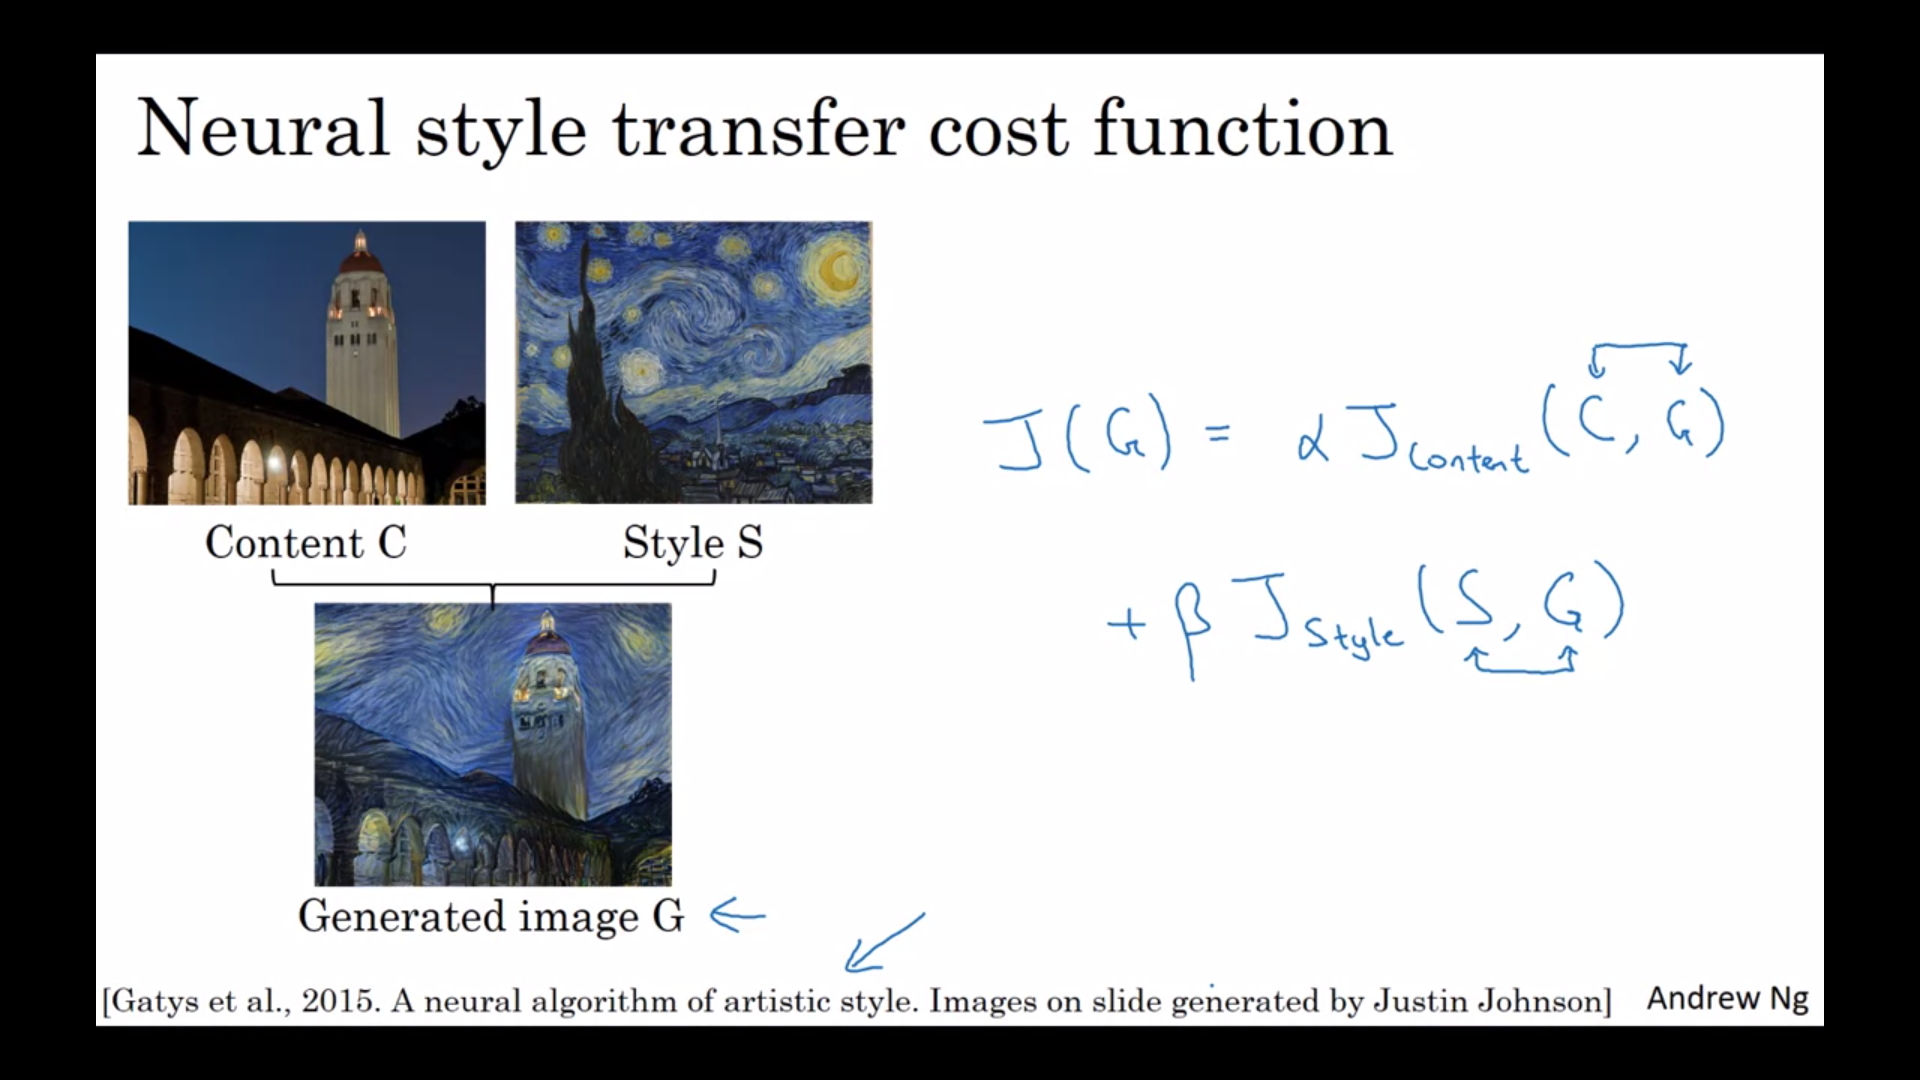 Neural style transfer cost function
Content C
Style S
J(G) = α J_content (C, G)
+ β J_Style (S, G)
Generated image G ←
[Gatys et al., 2015. A neural algorithm of artistic style. Images on slide generated by Justin Johnson]
Andrew Ng